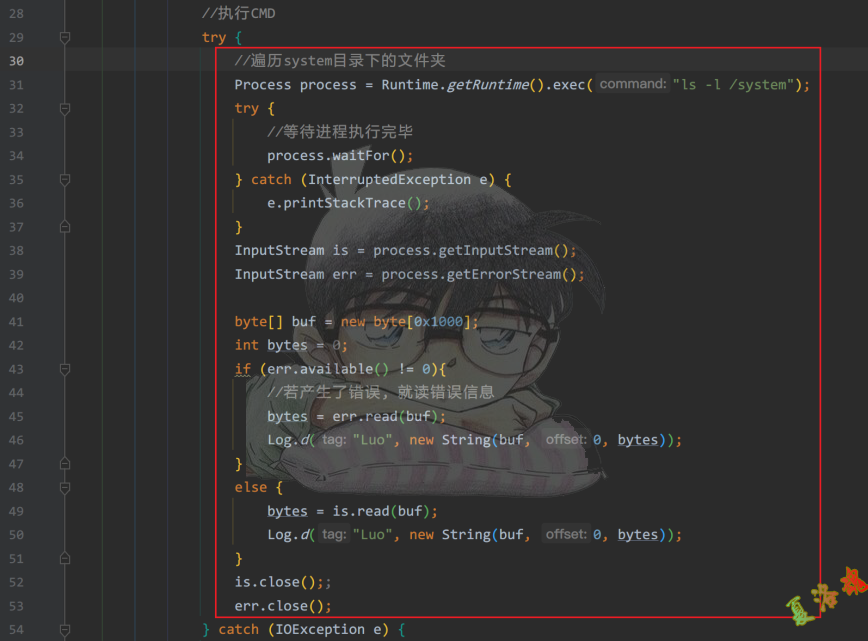 28 //执行CMD
29 try {
30 //遍历system目录下的文件夹
31 Process process = Runtime.getRuntime().exec( command: "ls -l /system");
32 try {
33 //等待进程执行完毕
34 process.waitFor();
35 } catch (InterruptedException e) {
36 e.printStackTrace();
37 }
38 InputStream is = process.getInputStream();
39 InputStream err = process.getErrorStream();
40
41 byte[] buf = new byte[0x1000];
42 int bytes = 0;
43 if (err.available() != 0){
44 //若产生了错误，就读错误信息
45 bytes = err.read(buf);
46 Log.d( tag: "Luo", new String(buf, offset: 0, bytes));
47 }
48 else {
49 bytes = is.read(buf);
50 Log.d( tag: "Luo", new String(buf, offset: 0, bytes));
51 }
52 is.close();;
53 err.close();
54 } catch (IOException e) {